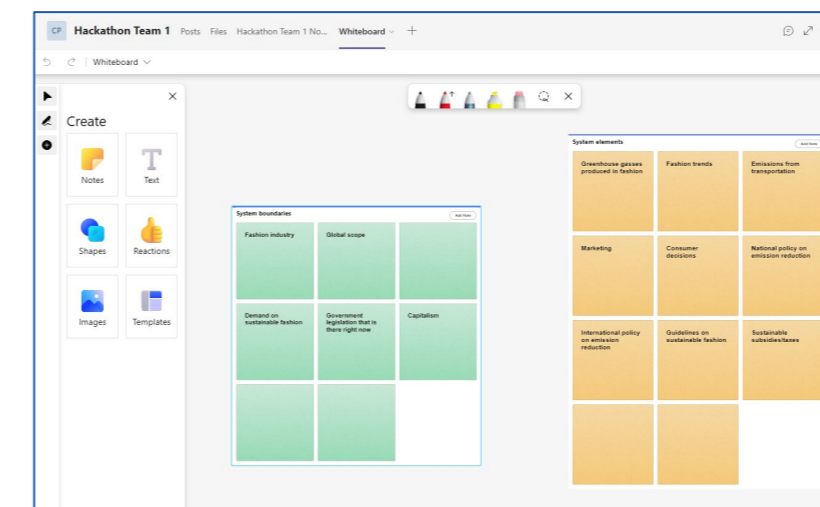 CP Hackathon Team 1 Posts Files Hackathon Team 1 No... Whiteboard
Whiteboard
Create
Notes Text
Shapes Reactions
Images Templates
System boundaries
Add Note
Fashion industry
Global scope
Demand on
sustainable fashion
Government
legislation that is
there right now
Capitalism
System elements
Add Note
Greenhouse gasses
produced in fashion
Fashion trends
Emissions from
transportation
Marketing
Consumer
decisions
National policy on
emission reduction
International policy
on emission
reduction
Guidelines on
sustainable fashion
Sustainable
subsidies/taxes